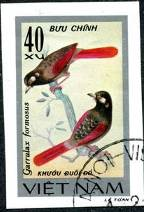 BƯU CHÍNH
40
XU
Garrulax formosus
KHƯỚU ĐUÔI ĐỎ
VIỆT NAM